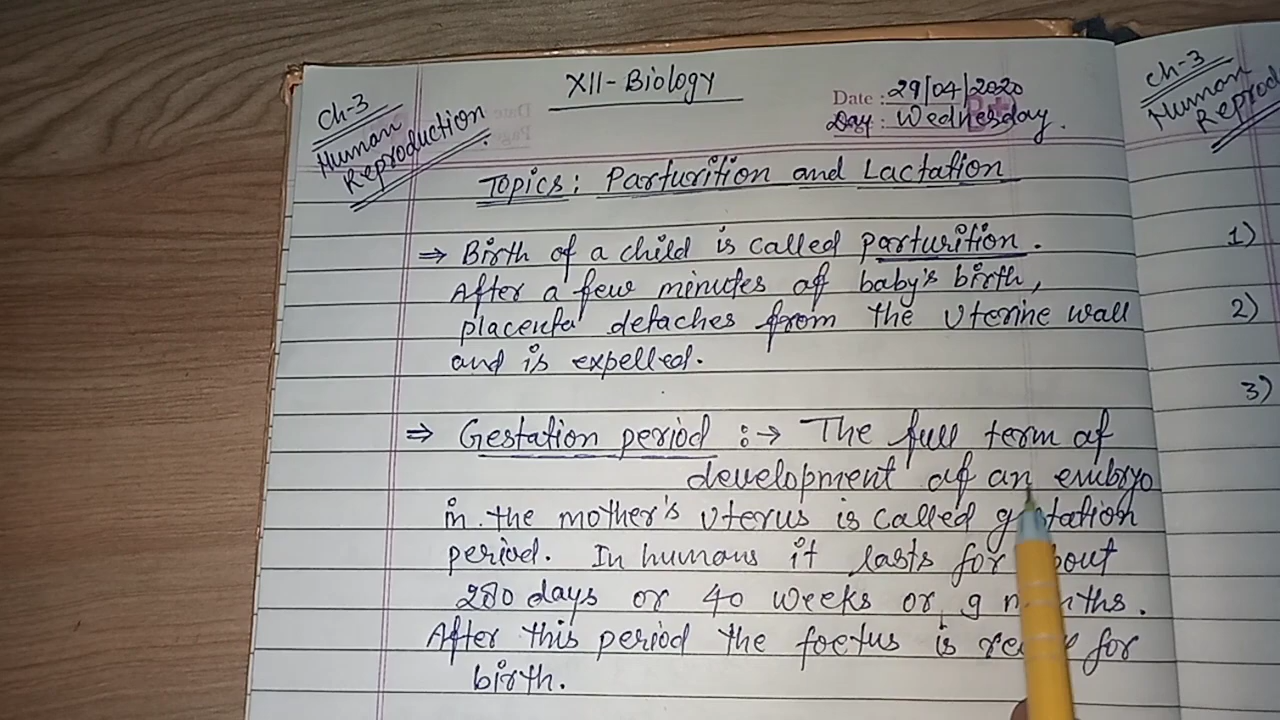 Ch-3
Human
Reproduction
XII-Biology
Date : 29/04/2020
Day : Wednesday.
Topics: Parturition and Lactation
⇒ Birth of a child is called parturition.
After a few minutes of baby's birth,
placenta detaches from the uterine wall
and is expelled.
⇒ Gestation period :→ The full term of
development of an embryo
in the mother's uterus is called
period. In humans it lasts for
280 days or 40 weeks or 9
After this period the foetus is for
birth.
Ch-3
Human
1)
2)
3)